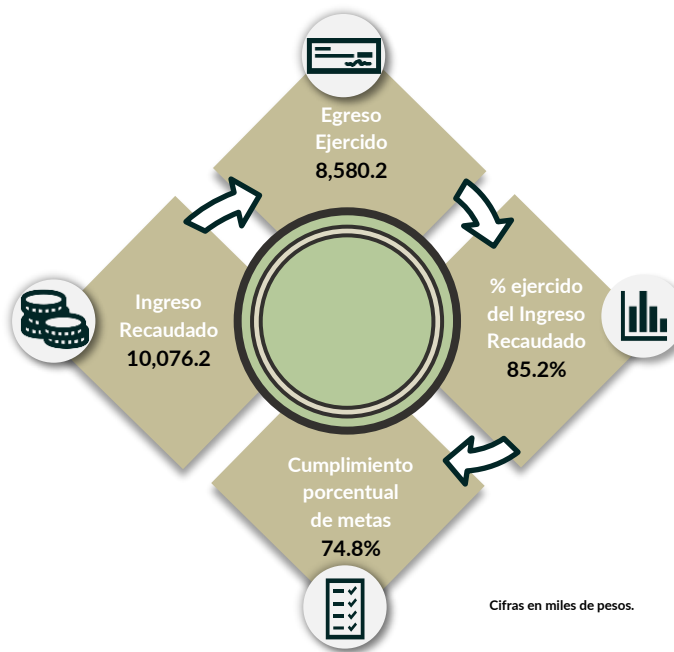 Egreso
Ejercido
8,580.2
Ingreso
Recaudado
10,076.2
% ejercido
del Ingreso
Recaudado
85.2%
Cumplimiento
porcentual
de metas
74.8%
Cifras en miles de pesos.